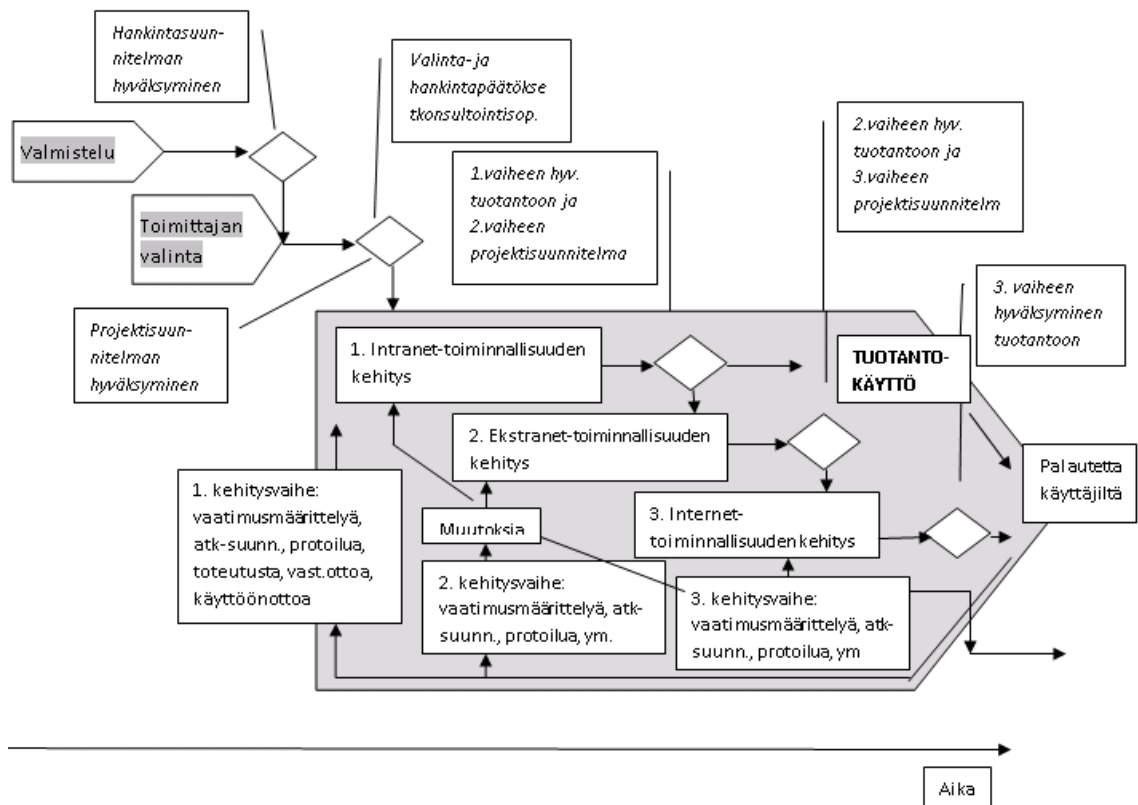 Hankintasuun-
nitelman
hyväksyminen
Valinta- ja
hankintapäätökse
tkonsultointisop.
Valmistelu
2.vaiheen hyv.
tuotantoon ja
3.vaiheen
projektisuunnitelm
1.vaiheen hyv.
tuotantoon ja
2.vaiheen
projektisuunnitelma
Toimittajan
valinta
3. vaiheen
hyväksyminen
tuotantoon
Projektisuun-
nitelman
hyväksyminen
1. Intranet-toiminnallisuuden
kehitys
TUOTANTO-
KÄYTTÖ
2. Ekstranet-toiminnallisuuden
kehitys
Palautetta
käyttäjiltä
1. kehitysvaihe:
vaatimusmäärittelyä,
atk-suunn., protoilua,
toteutusta, vast.ottoa,
käyttöönottoa
Muutoksia
3. Internet-
toiminnallisuuden kehitys
2. kehitysvaihe:
vaatimusmäärittelyä, atk-
suunn., protoilua, ym.
3. kehitysvaihe:
vaatimusmäärittelyä, atk-
suunn., protoilua, ym
Aika